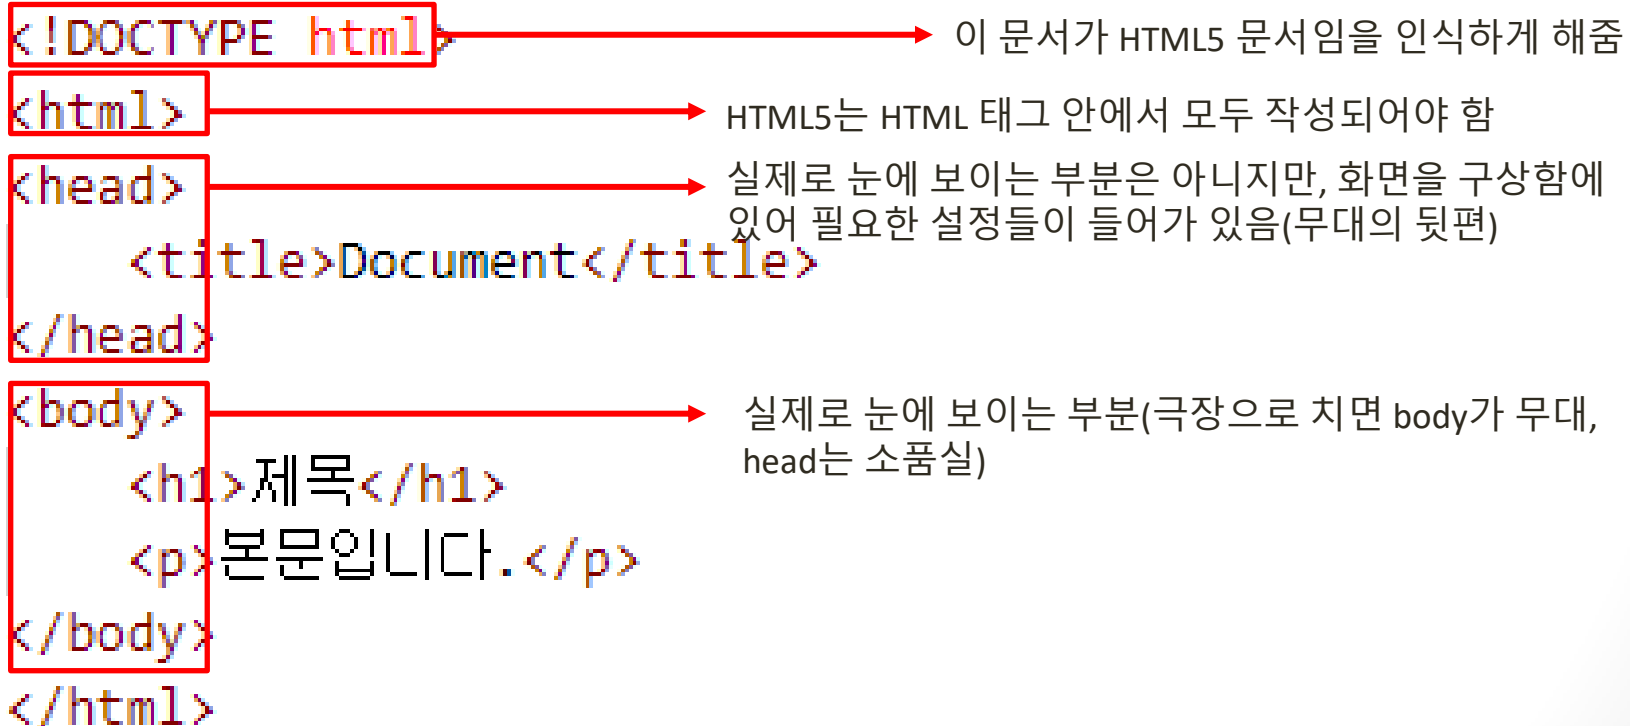 <!DOCTYPE html>
이 문서가 HTML5 문서임을 인식하게 해줌
<html>
HTML5는 HTML 태그 안에서 모두 작성되어야 함
<head>
실제로 눈에 보이는 부분은 아니지만, 화면을 구상함에
있어 필요한 설정들이 들어가 있음(무대의 뒷편)
<title>Document</title>
</head>
<body>
실제로 눈에 보이는 부분(극장으로 치면 body가 무대,
head는 소품실)
<h1>제목</h1>
<p>본문입니다.</p>
</body>
</html>